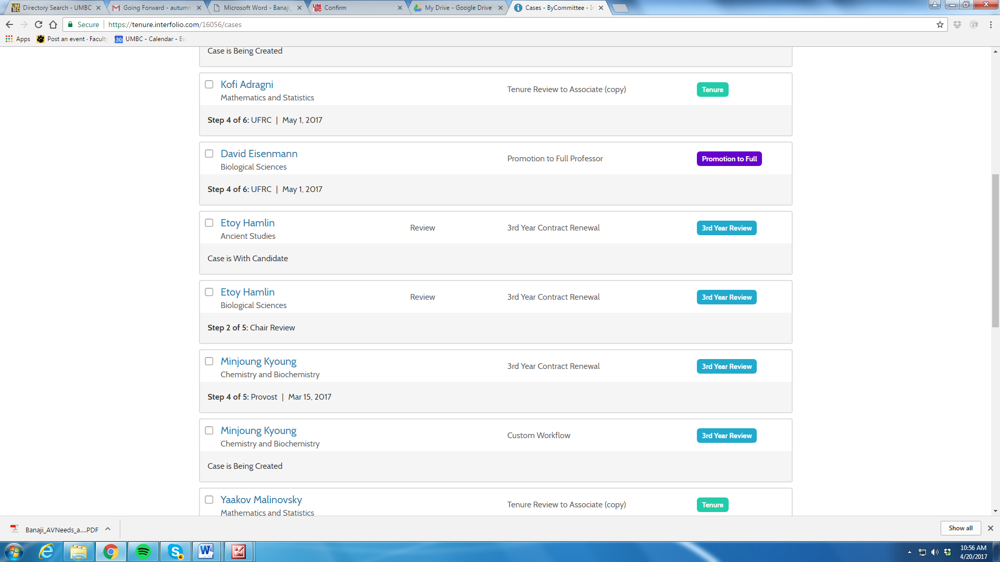 Directory Search - UMBC
Going Forward - autumn
Microsoft Word - Banaji_
Confirm
My Drive - Google Drive
Cases - ByCommittee - In
Secure https://tenure.interfolio.com/16056/cases
Apps
Post an event · Faculty
30 UMBC - Calendar - Ev
Case is Being Created
Kofi Adragni
Mathematics and Statistics
Tenure Review to Associate (copy)
Tenure
Step 4 of 6: UFRC | May 1, 2017
David Eisenmann
Biological Sciences
Promotion to Full Professor
Promotion to Full
Step 4 of 6: UFRC | May 1, 2017
Etoy Hamlin
Ancient Studies
Review
3rd Year Contract Renewal
3rd Year Review
Case is With Candidate
Etoy Hamlin
Biological Sciences
Review
3rd Year Contract Renewal
3rd Year Review
Step 2 of 5: Chair Review
Minjoung Kyoung
Chemistry and Biochemistry
3rd Year Contract Renewal
3rd Year Review
Step 4 of 5: Provost | Mar 15, 2017
Minjoung Kyoung
Chemistry and Biochemistry
Custom Workflow
3rd Year Review
Case is Being Created
Yaakov Malinovsky
Mathematics and Statistics
Tenure Review to Associate (copy)
Tenure
Banaji_AVNeeds_a....PDF
Show all
4
10:56 AM
4/20/2017